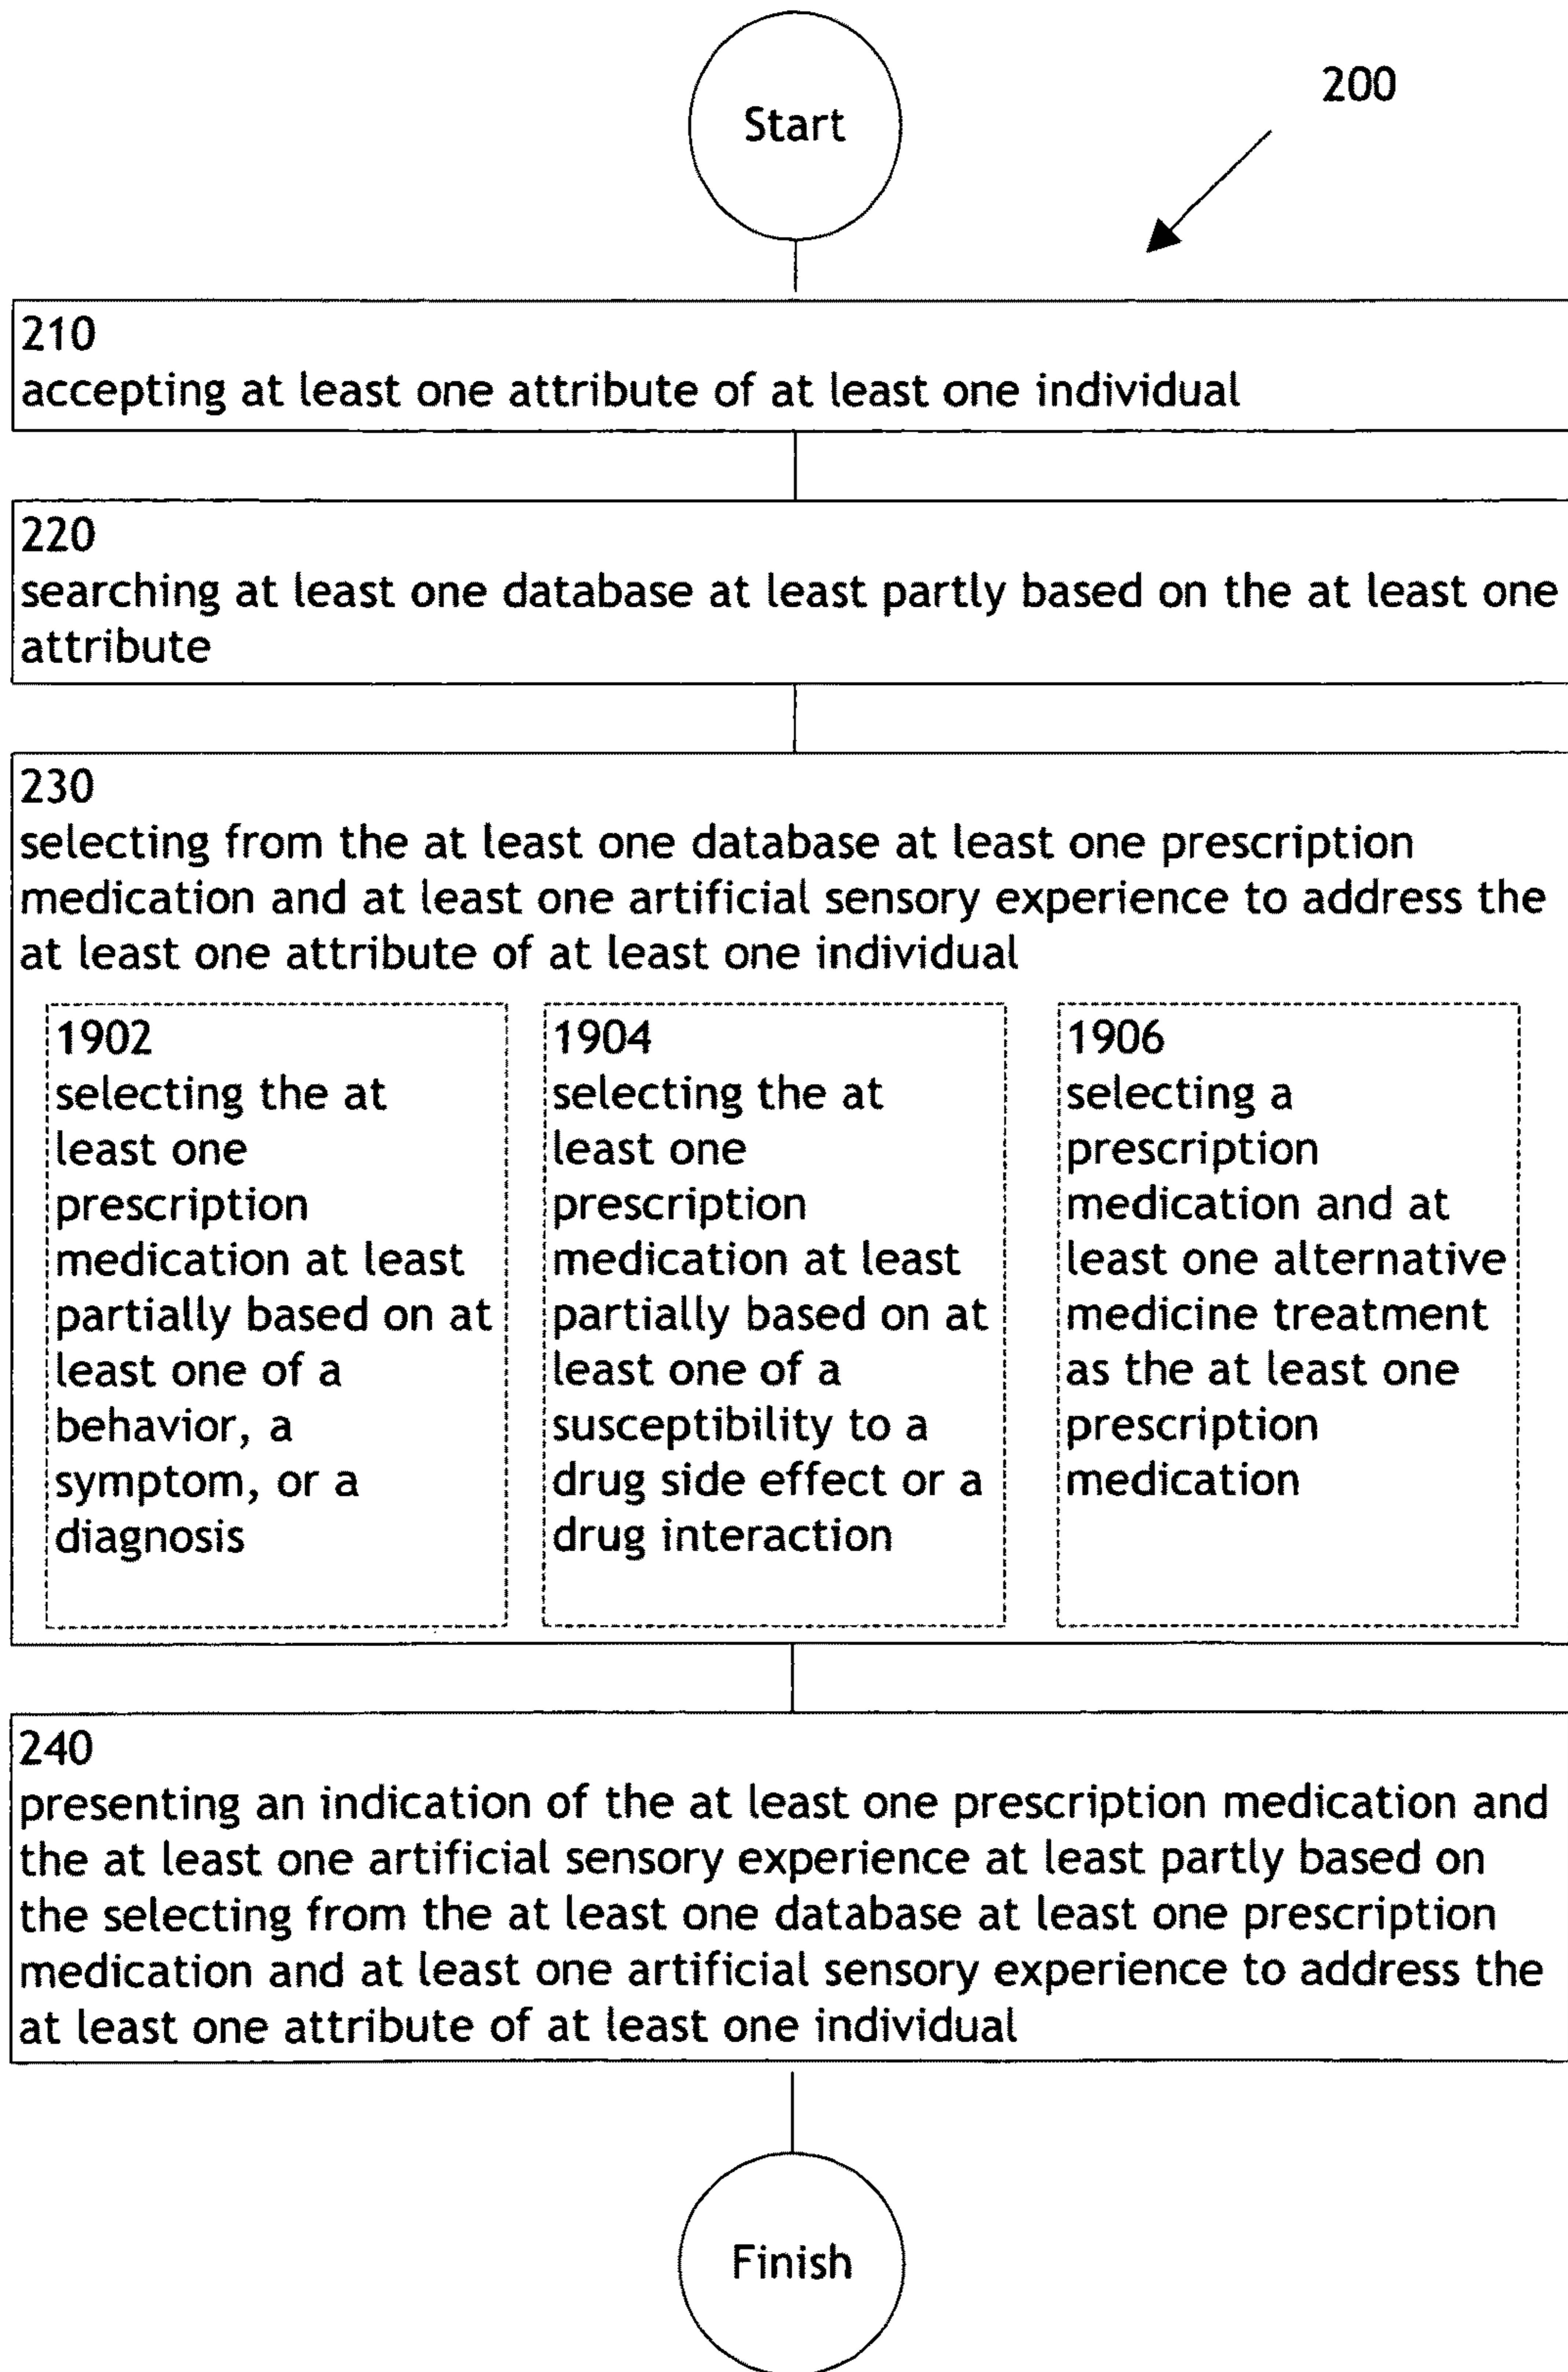 Start
200
210
accepting at least one attribute of at least one individual
220
searching at least one database at least partly based on the at least one
attribute
230
selecting from the at least one database at least one prescription
medication and at least one artificial sensory experience to address the
at least one attribute of at least one individual
1902
selecting the at
least one
prescription
medication at least
partially based on at
least one of a
behavior, a
symptom, or a
diagnosis
1904
selecting the at
least one
prescription
medication at least
partially based on at
least one of a
susceptibility to a
drug side effect or a
drug interaction
1906
selecting a
prescription
medication and at
least one alternative
medicine treatment
as the at least one
prescription
medication
240
presenting an indication of the at least one prescription medication and
the at least one artificial sensory experience at least partly based on
the selecting from the at least one database at least one prescription
medication and at least one artificial sensory experience to address the
at least one attribute of at least one individual
Finish